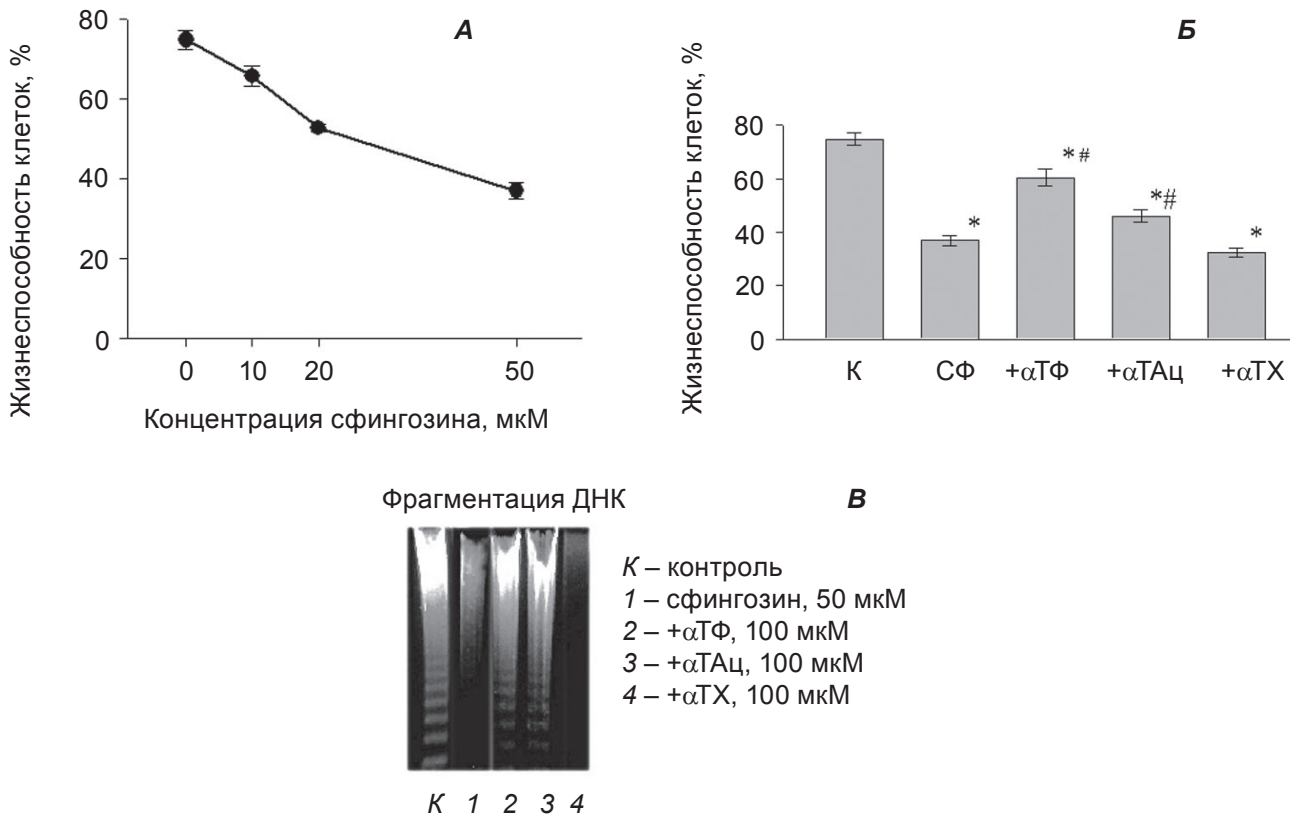 А
Жизнеспособность клеток, %
80
60
40
20
0
0 10 20 50
Концентрация сфингозина, мкМ
Б
Жизнеспособность клеток, %
80
60
40
20
0
*
* #
*#
*
К СФ +αТФ +αТАц +αТХ
Фрагментация ДНК
В
К – контроль
1 – сфингозин, 50 мкМ
2 – +αТФ, 100 мкМ
3 – +αТАц, 100 мкМ
4 – +αТХ, 100 мкМ
К 1 2 3 4